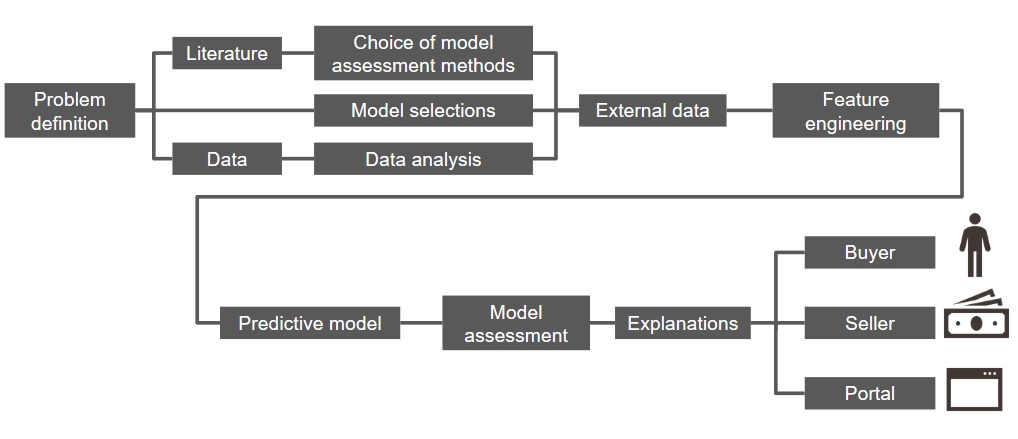 Problem
definition
Literature
Choice of model
assessment methods
Model selections
Data
Data analysis
External data
Feature
engineering
Predictive model
Model
assessment
Explanations
Buyer
Seller
Portal